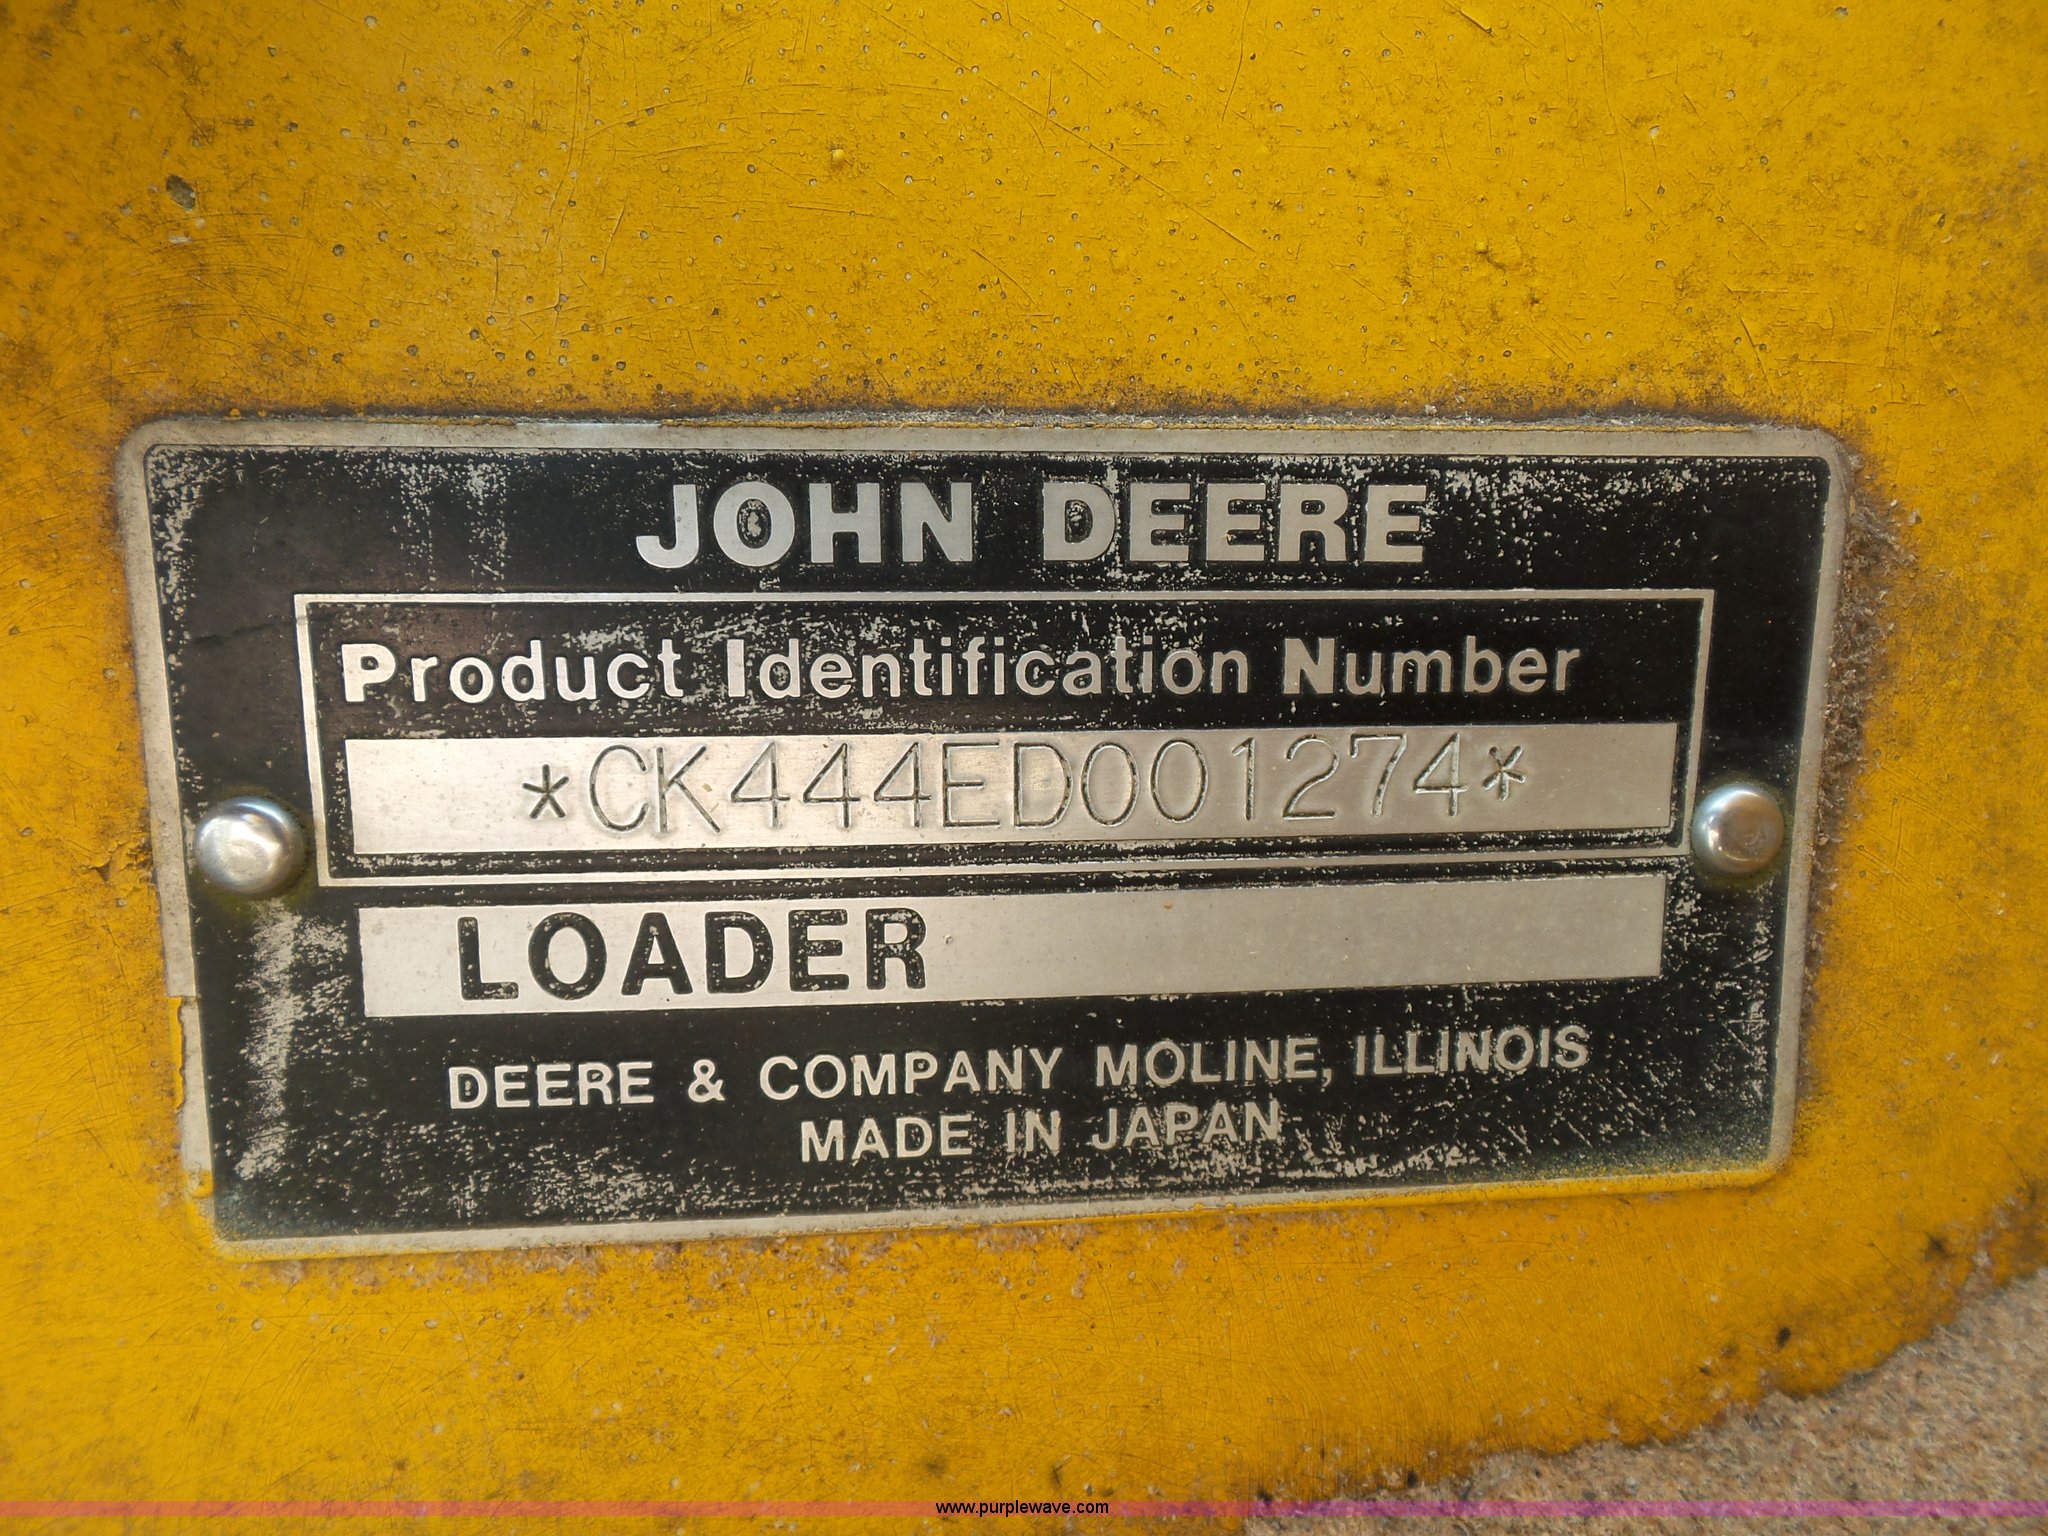 JOHN DEERE
Product Identification Number
*CK444ED001274*
LOADER
DEERE & COMPANY MOLINE, ILLINOIS
MADE IN JAPAN
www.purplewave.com